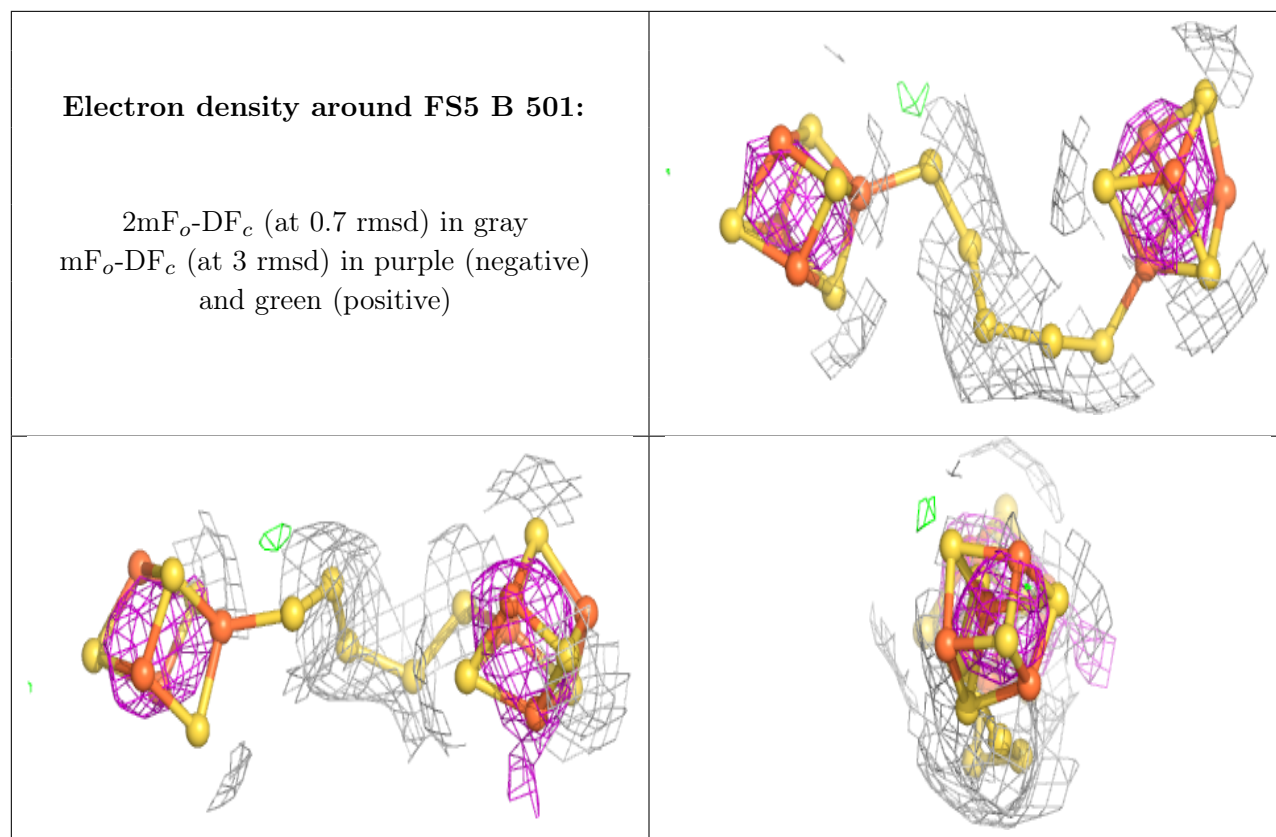 Electron density around FS5 B 501:
2mFo-DFc (at 0.7 rmsd) in gray
mFo-DFc (at 3 rmsd) in purple (negative)
and green (positive)